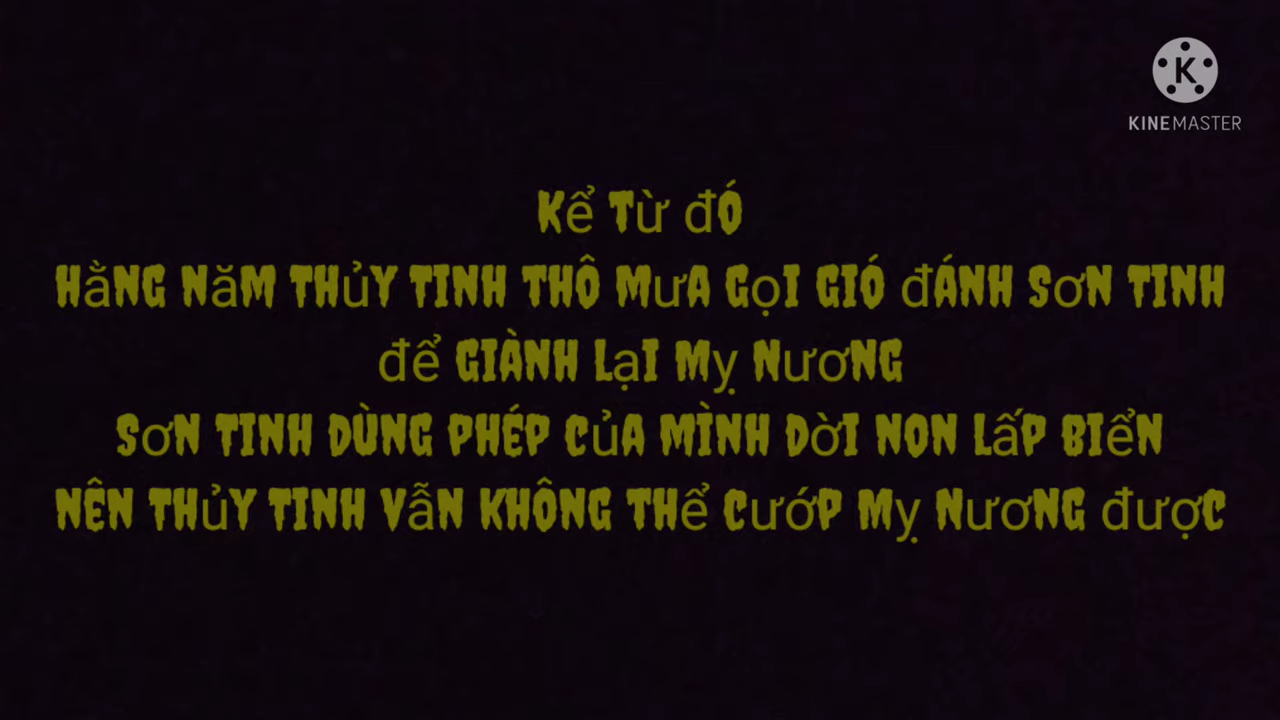 KINEMASTER
Kể Từ đÓ
HằNG NăM THủY TINH THÔ MưA GọI GIÓ đÁNH SơN TINH
để GIÀNH LạI Mỵ NươNG
SơN TINH DÙNG PHÉP CủA MÌNH DờI NON LấP BIểN
NÊN THủY TINH VẫN KHÔNG THể CướP Mỵ NươNG đượC